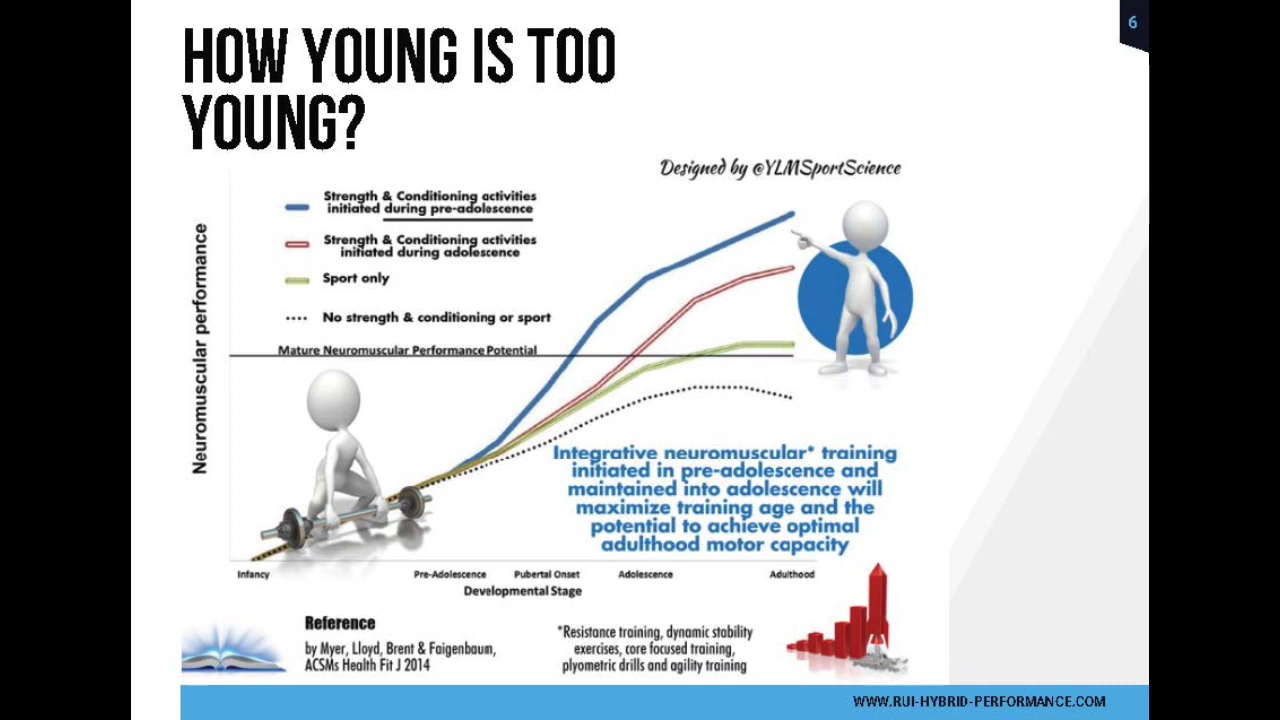 6
HOW YOUNG IS TOO
YOUNG?
Designed by @YLMSportScience
Strength & Conditioning activities
initiated during pre-adolescence
Strength & Conditioning activities
initiated during adolescence
Sport only
No strength & conditioning or sport
Mature Neuromuscular Performance Potential
Neuromuscular performance
Integrative neuromuscular* training
initiated in pre-adolescence and
maintained into adolescence will
maximize training age and the
potential to achieve optimal
adulthood motor capacity
Infancy Pre-Adolescence Pubertal Onset Adolescence Adulthood
Developmental Stage
Reference
by Myer, Lloyd, Brent & Faigenbaum,
ACSMs Health Fit J 2014
*Resistance training, dynamic stability
exercises, core focused training,
plyometric drills and agility training
WWW.RUI-HYBRID-PERFORMANCE.COM